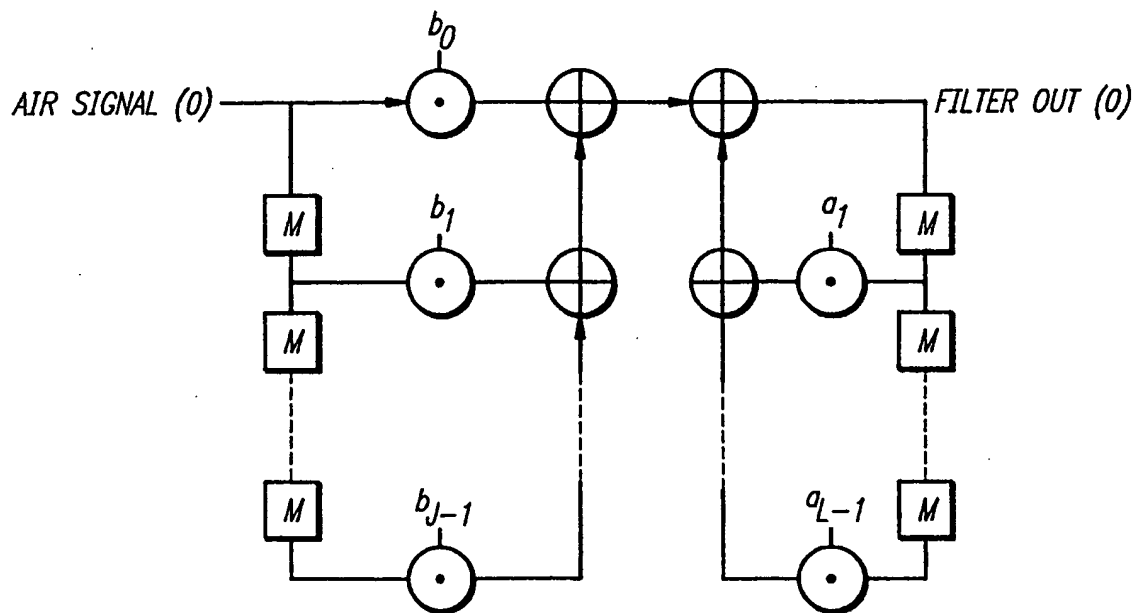 b0
AIR SIGNAL (0)
FILTER OUT (0)
M
b1
a1
M
M
M
M
bJ-1
aL-1
M